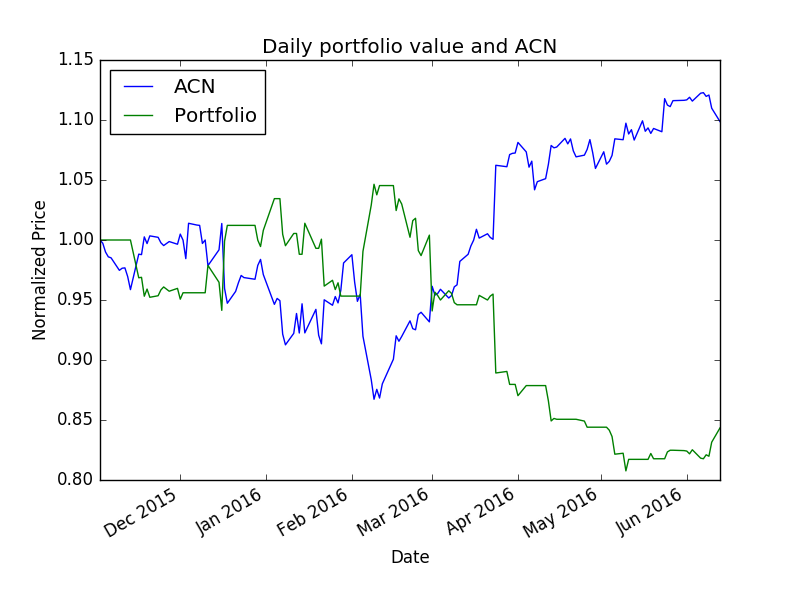 Daily portfolio value and ACN
ACN
Portfolio
1.15
1.10
1.05
1.00
0.95
0.90
0.85
0.80
Normalized Price
Dec 2015
Jan 2016
Feb 2016
Mar 2016
Apr 2016
May 2016
Jun 2016
Date